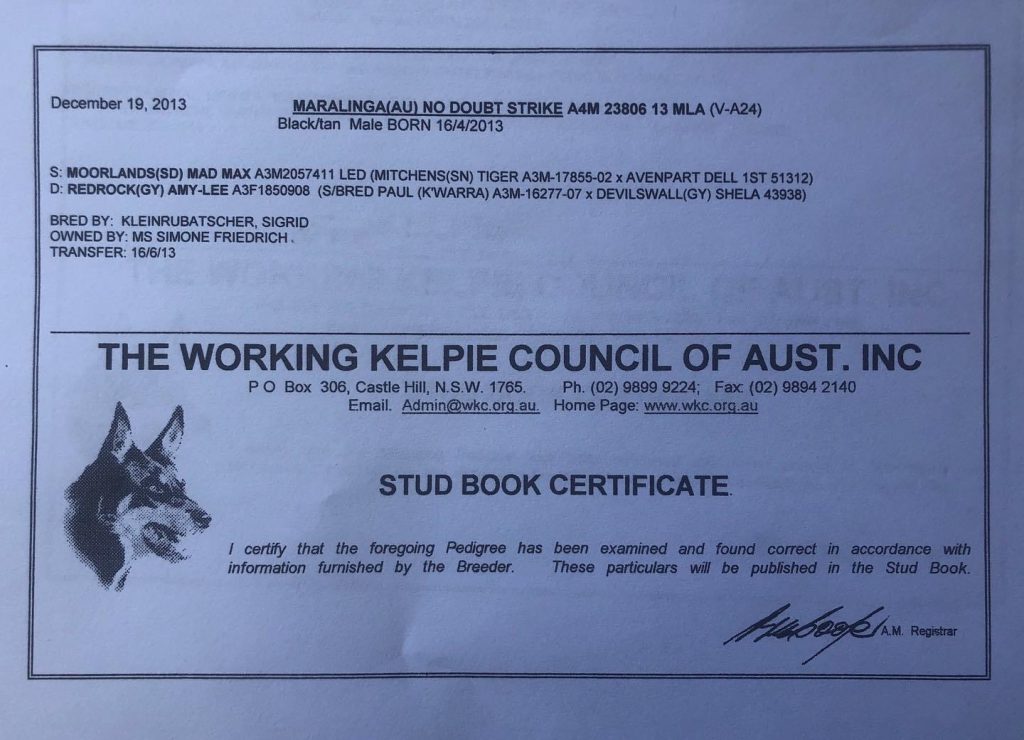 December 19, 2013 MARALINGA(AU) NO DOUBT STRIKE A4M 23806 13 MLA (V-A24)
Black/tan Male BORN 16/4/2013
S: MOORLANDS(SD) MAD MAX A3M2057411 LED (MITCHENS(SN) TIGER A3M-17855-02 x AVENPART DELL 1ST 51312)
D: REDROCK(GY) AMY-LEE A3F1850908 (S/BRED PAUL (K'WARRA) A3M-16277-07 x DEVILSWALL(GY) SHELA 43938)
BRED BY: KLEINRUBATSCHER, SIGRID
OWNED BY: MS SIMONE FRIEDRICH
TRANSFER: 16/6/13
THE WORKING KELPIE COUNCIL OF AUST. INC
P O Box 306, Castle Hill, N.S.W. 1765. Ph. (02) 9899 9224; Fax: (02) 9894 2140
Email. Admin@wkc.org.au. Home Page: www.wkc.org.au
STUD BOOK CERTIFICATE.
I certify that the foregoing Pedigree has been examined and found correct in accordance with
information furnished by the Breeder. These particulars will be published in the Stud Book.
A.M. Registrar